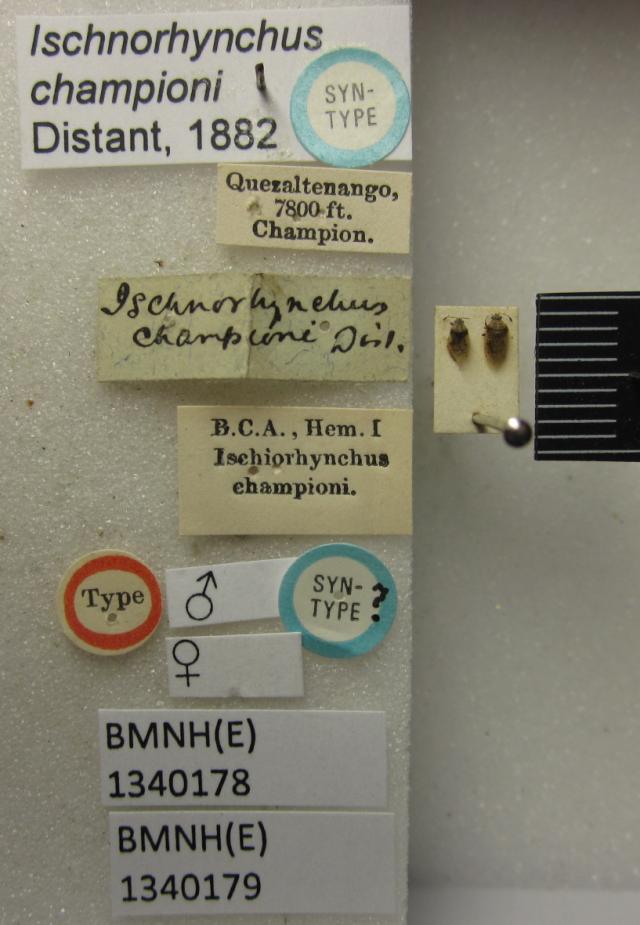 Ischnorhynchus
championi
Distant, 1882
SYN-
TYPE
Quezaltenango,
7800 ft.
Champion.
Ischnorhynchus
championi Dist.
B.C.A., Hem. I
Ischiorhynchus
championi.
Type
♂
SYN-
TYPE ?
♀
BMNH(E)
1340178
BMNH(E)
1340179